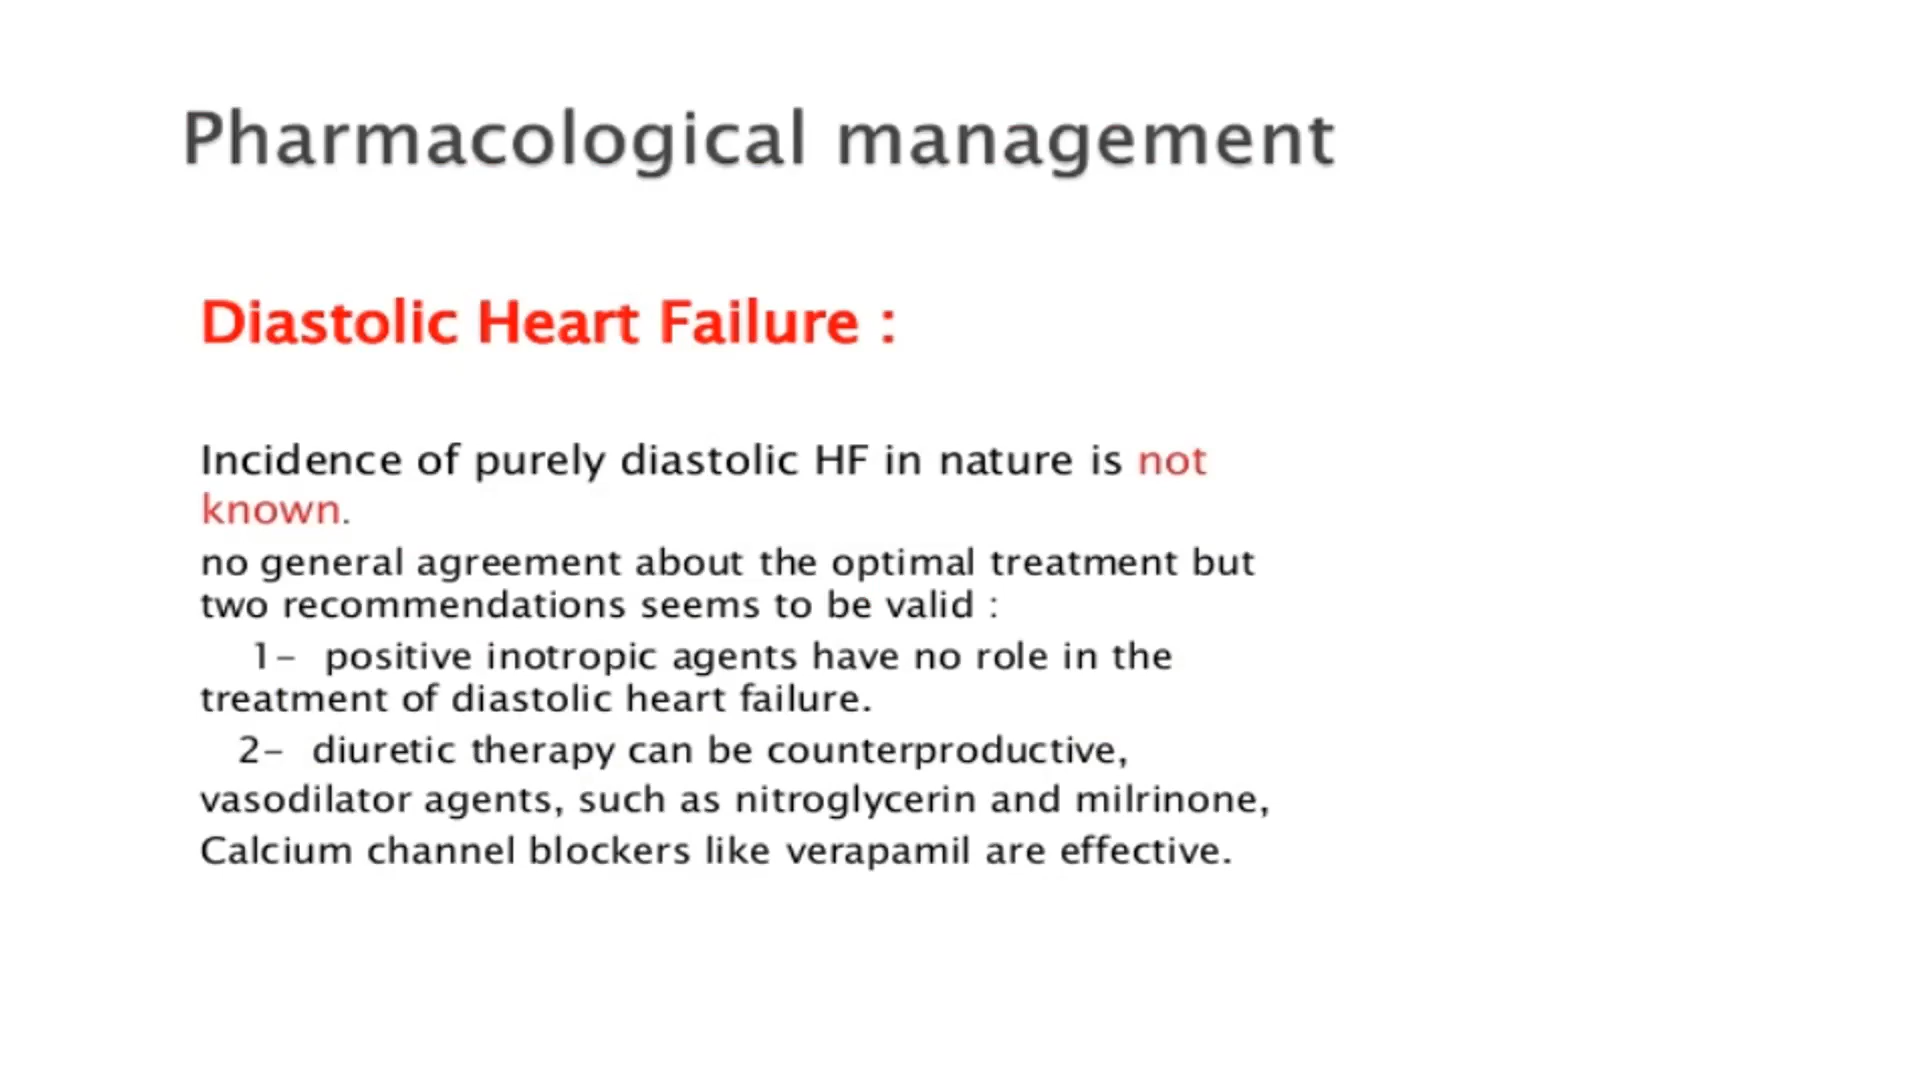 Pharmacological management
Diastolic Heart Failure :
Incidence of purely diastolic HF in nature is not
known.
no general agreement about the optimal treatment but
two recommendations seems to be valid :
1- positive inotropic agents have no role in the
treatment of diastolic heart failure.
2- diuretic therapy can be counterproductive,
vasodilator agents, such as nitroglycerin and milrinone,
Calcium channel blockers like verapamil are effective.